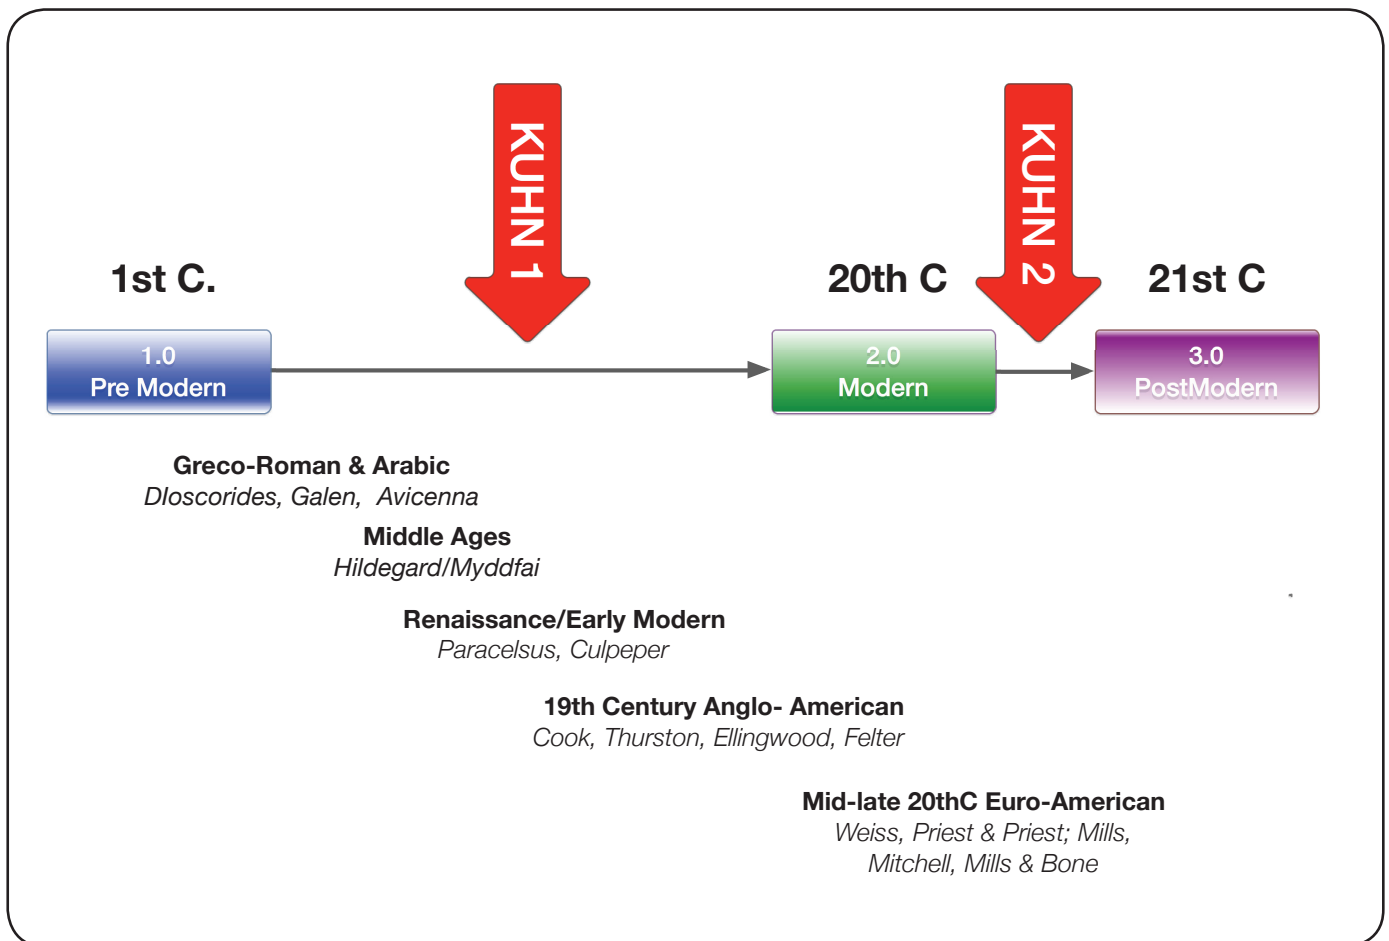 KUHN 1
KUHN 2
1st C.
20th C
21st C
1.0
Pre Modern
2.0
Modern
3.0
PostModern
Greco-Roman & Arabic
DIoscorides, Galen, Avicenna
Middle Ages
Hildegard/Myddfai
Renaissance/Early Modern
Paracelsus, Culpeper
19th Century Anglo- American
Cook, Thurston, Ellingwood, Felter
Mid-late 20thC Euro-American
Weiss, Priest & Priest; Mills,
Mitchell, Mills & Bone